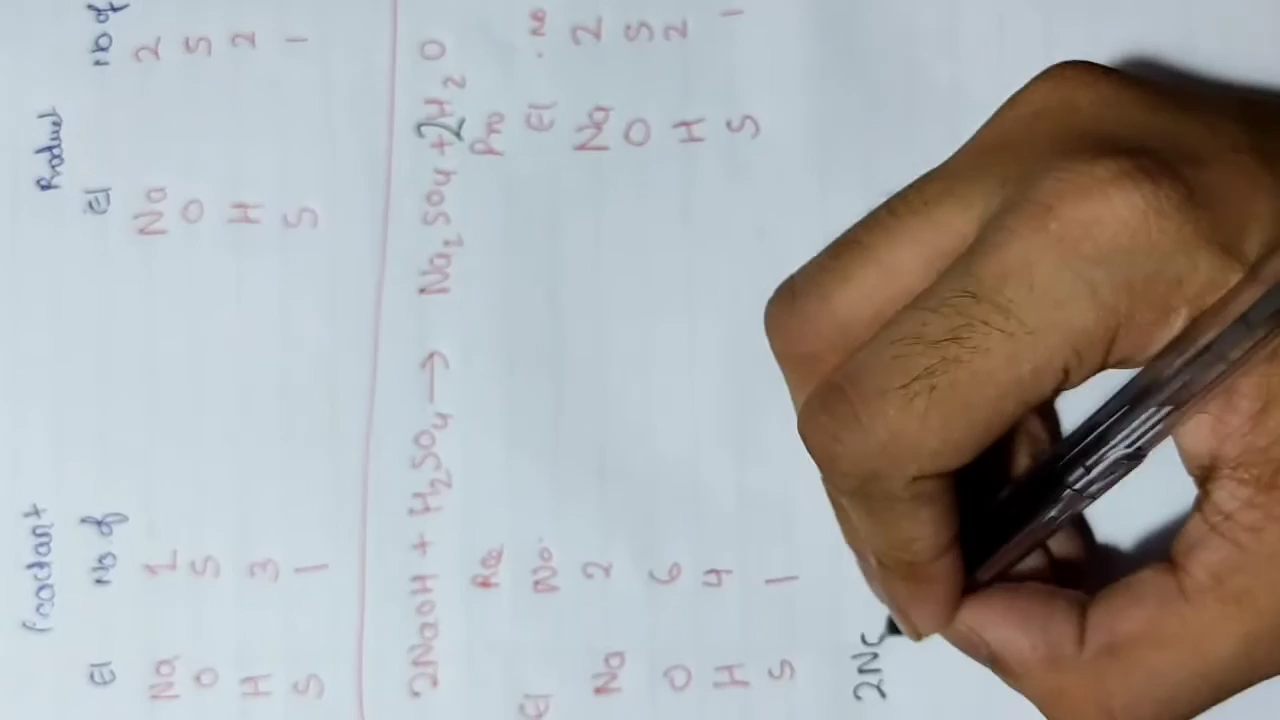 Reactant Product
El No of El No of
Na 1 Na 2
O 5 O 5
H 3 H 2
S 1 S 1
2NaOH + H₂SO₄ → Na₂SO₄ + 2H₂O
Re Pro
El No. El . No
Na 2 Na 2
O 6 O 5
H 4 H 2
S 1 S 1
2Na